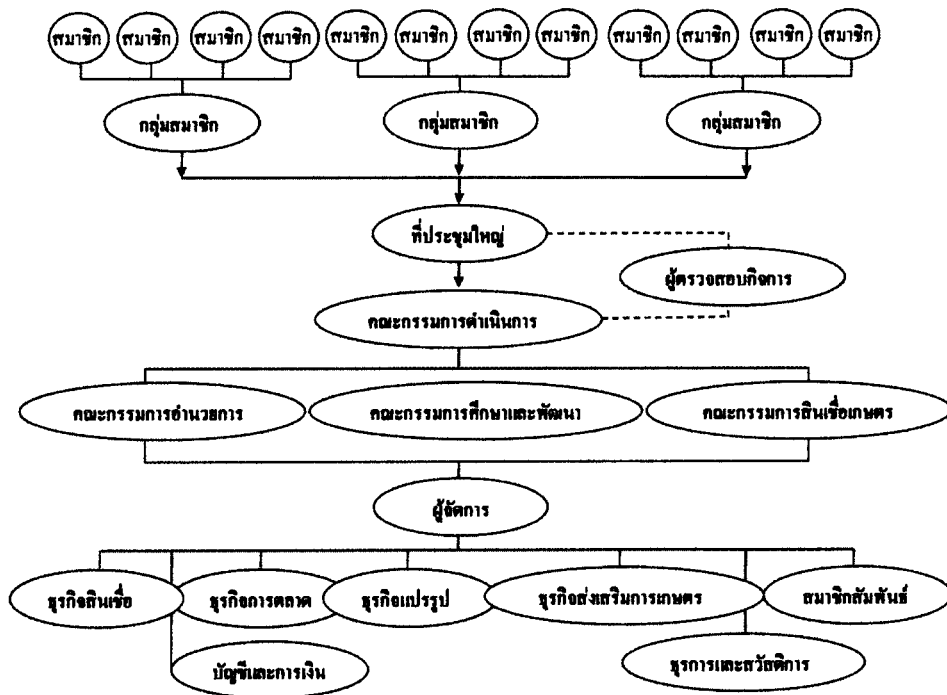 สมาชิก สมาชิก สมาชิก สมาชิก สมาชิก สมาชิก สมาชิก สมาชิก สมาชิก สมาชิก สมาชิก สมาชิก
กลุ่มสมาชิก กลุ่มสมาชิก กลุ่มสมาชิก
ที่ประชุมใหญ่
ผู้ตรวจสอบกิจการ
คณะกรรมการดำเนินการ
คณะกรรมการอำนวยการ คณะกรรมการศึกษาและพัฒนา คณะกรรมการสินเชื่อเกษตร
ผู้จัดการ
ธุรกิจสินเชื่อ ธุรกิจการตลาด ธุรกิจแปรรูป ธุรกิจส่งเสริมการเกษตร สมาชิกสัมพันธ์
บัญชีและการเงิน ธุรการและสวัสดิการ